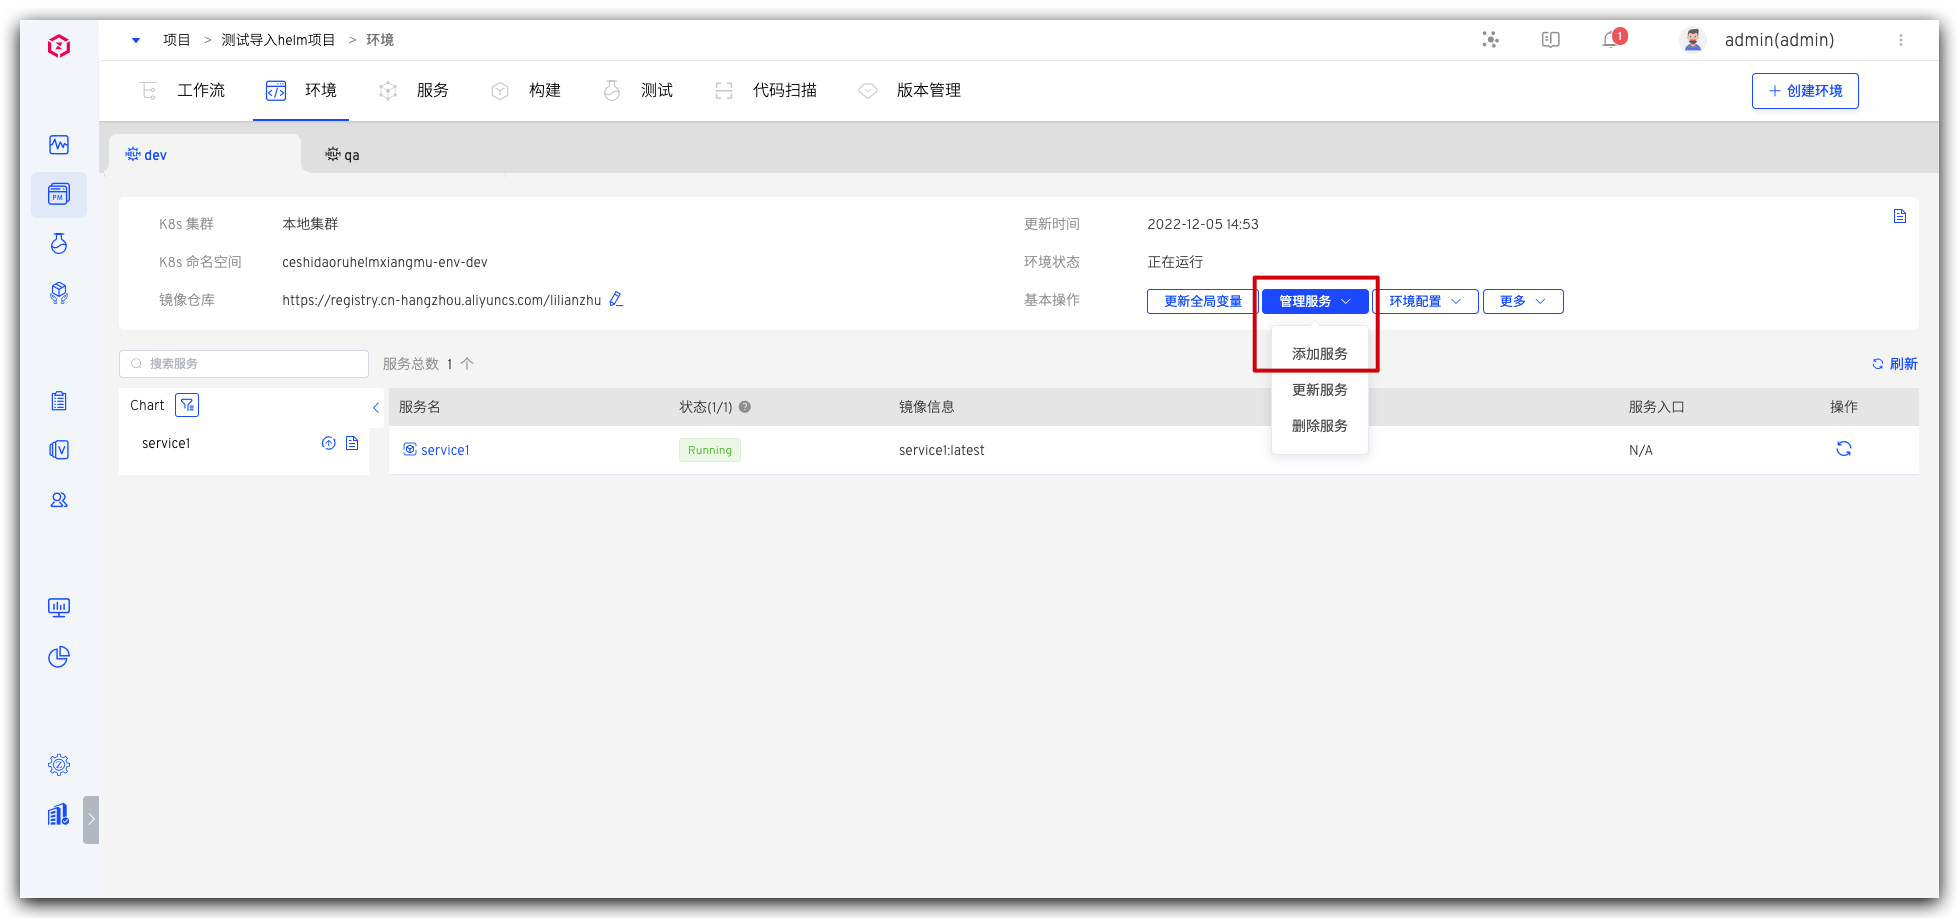 项目 > 测试导入helm项目 > 环境
1
admin(admin)
工作流
环境
服务
构建
测试
代码扫描
版本管理
+ 创建环境
dev
qa
K8s 集群
本地集群
更新时间
2022-12-05 14:53
K8s 命名空间
ceshidaoruhelmxiangmu-env-dev
环境状态
正在运行
镜像仓库
https://registry.cn-hangzhou.aliyuncs.com/lilianzhu
基本操作
更新全局变量
管理服务
环境配置
更多
添加服务
更新服务
删除服务
搜索服务
服务总数 1 个
刷新
Chart
服务名
状态(1/1)
镜像信息
服务入口
操作
service1
service1
Running
service1:latest
N/A
PM